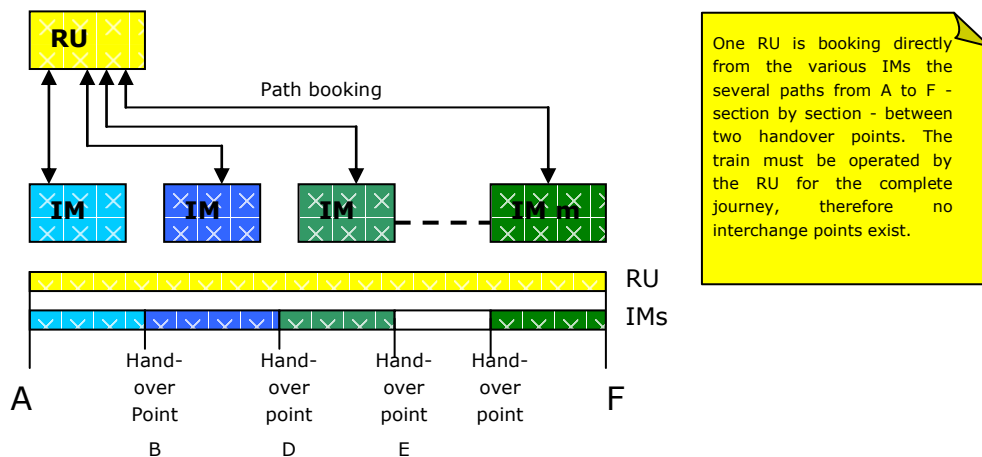 RU
Path booking
IM
IM
IM
IM m
RU
IMs
Hand-
over
Point
B
Hand-
over
point
D
Hand-
over
point
E
Hand-
over
point
A
F
One RU is booking directly
from the various IMs the
several paths from A to F -
section by section - between
two handover points. The
train must be operated by
the RU for the complete
journey, therefore no
interchange points exist.